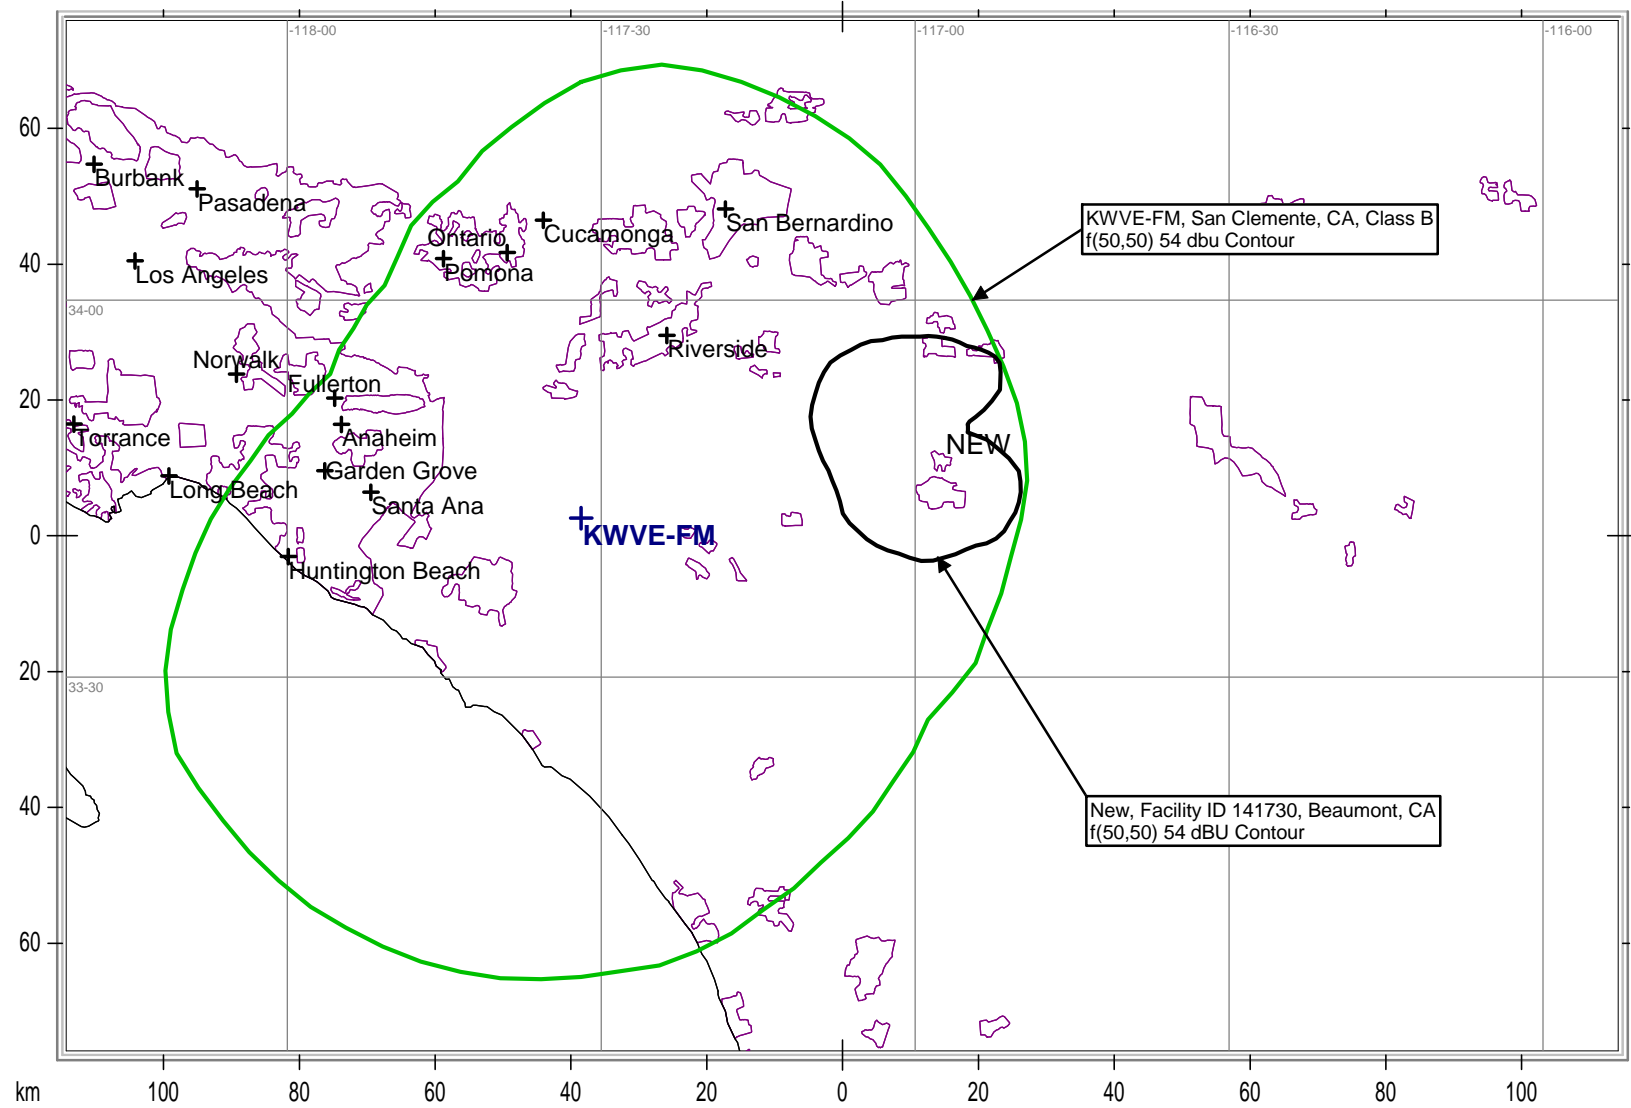 -118-00
-117-30
-117-00
-116-30
-116-00
60
Burbank
Pasadena
San Bernardino
Cucamonga
Ontario
Pomona
KWVE-FM, San Clemente, CA, Class B
f(50,50) 54 dbu Contour
40
Los Angeles
34-00
Riverside
Norwalk
Fullerton
20
Torrance
Anaheim
NEW
Garden Grove
Long Beach
Santa Ana
0
KWVE-FM
Huntington Beach
20
33-30
40
New, Facility ID 141730, Beaumont, CA
f(50,50) 54 dBU Contour
60
km
100
80
60
40
20
0
20
40
60
80
100